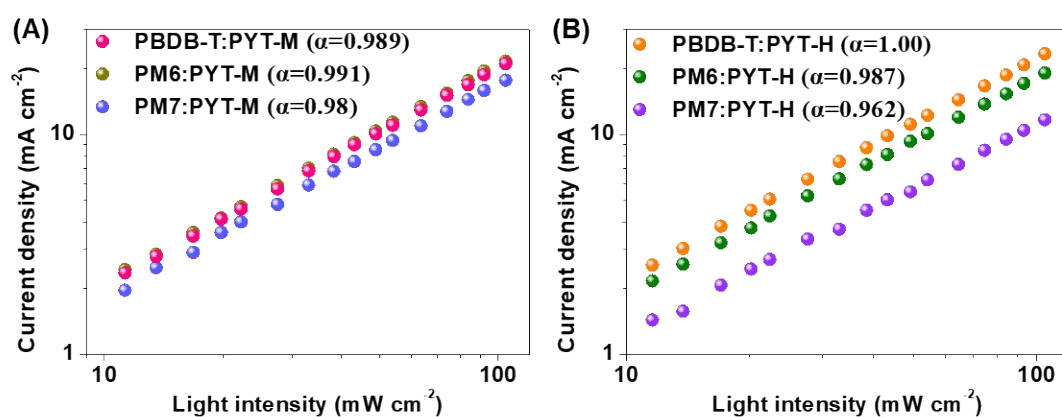 (A)
PBDB-T:PYT-M (α=0.989)
PM6:PYT-M (α=0.991)
PM7:PYT-M (α=0.98)
Current density (mA cm⁻²)
10
1
10
100
Light intensity (mW cm⁻²)
(B)
PBDB-T:PYT-H (α=1.00)
PM6:PYT-H (α=0.987)
PM7:PYT-H (α=0.962)
Current density (mA cm⁻²)
10
1
10
100
Light intensity (mW cm⁻²)